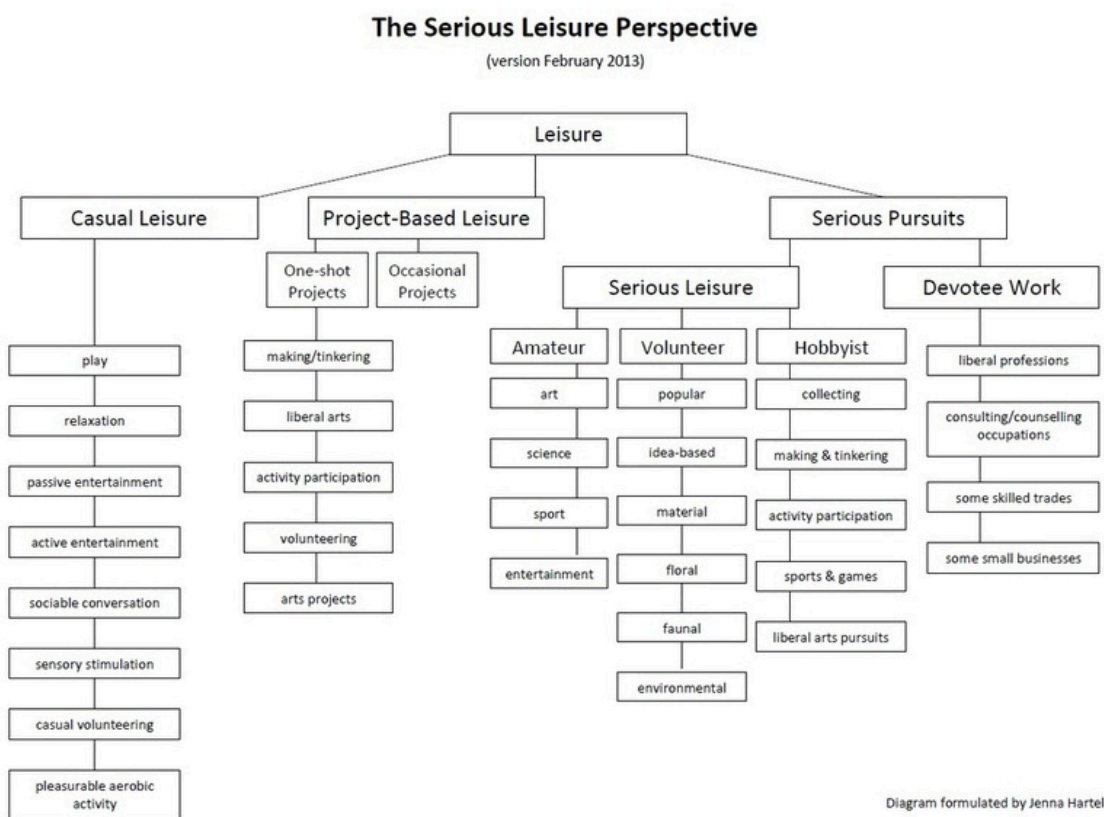 The Serious Leisure Perspective
(version February 2013)
Leisure
Casual Leisure
Project-Based Leisure
Serious Pursuits
One-shot
Projects
Occasional
Projects
Serious Leisure
Devotee Work
play
relaxation
passive entertainment
active entertainment
sociable conversation
sensory stimulation
casual volunteering
pleasurable aerobic
activity
making/tinkering
liberal arts
activity participation
volunteering
arts projects
Amateur
art
science
sport
entertainment
Volunteer
popular
idea-based
material
floral
faunal
environmental
Hobbyist
collecting
making & tinkering
activity participation
sports & games
liberal arts pursuits
liberal professions
consulting/counselling
occupations
some skilled trades
some small businesses
Diagram formulated by Jenna Hartel